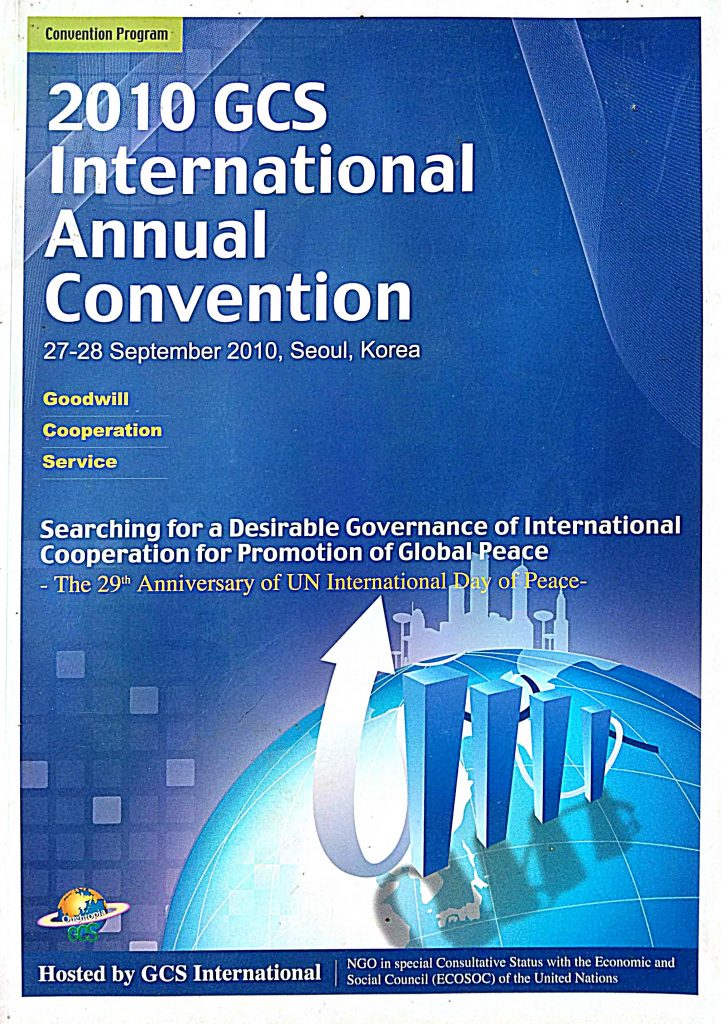 Convention Program
2010 GCS
International
Annual
Convention
27-28 September 2010, Seoul, Korea
Goodwill
Cooperation
Service
Searching for a Desirable Governance of International
Cooperation for Promotion of Global Peace
- The 29th Anniversary of UN International Day of Peace-
Oughtopia
GCS
Hosted by GCS International
NGO in special Consultative Status with the Economic and
Social Council (ECOSOC) of the United Nations